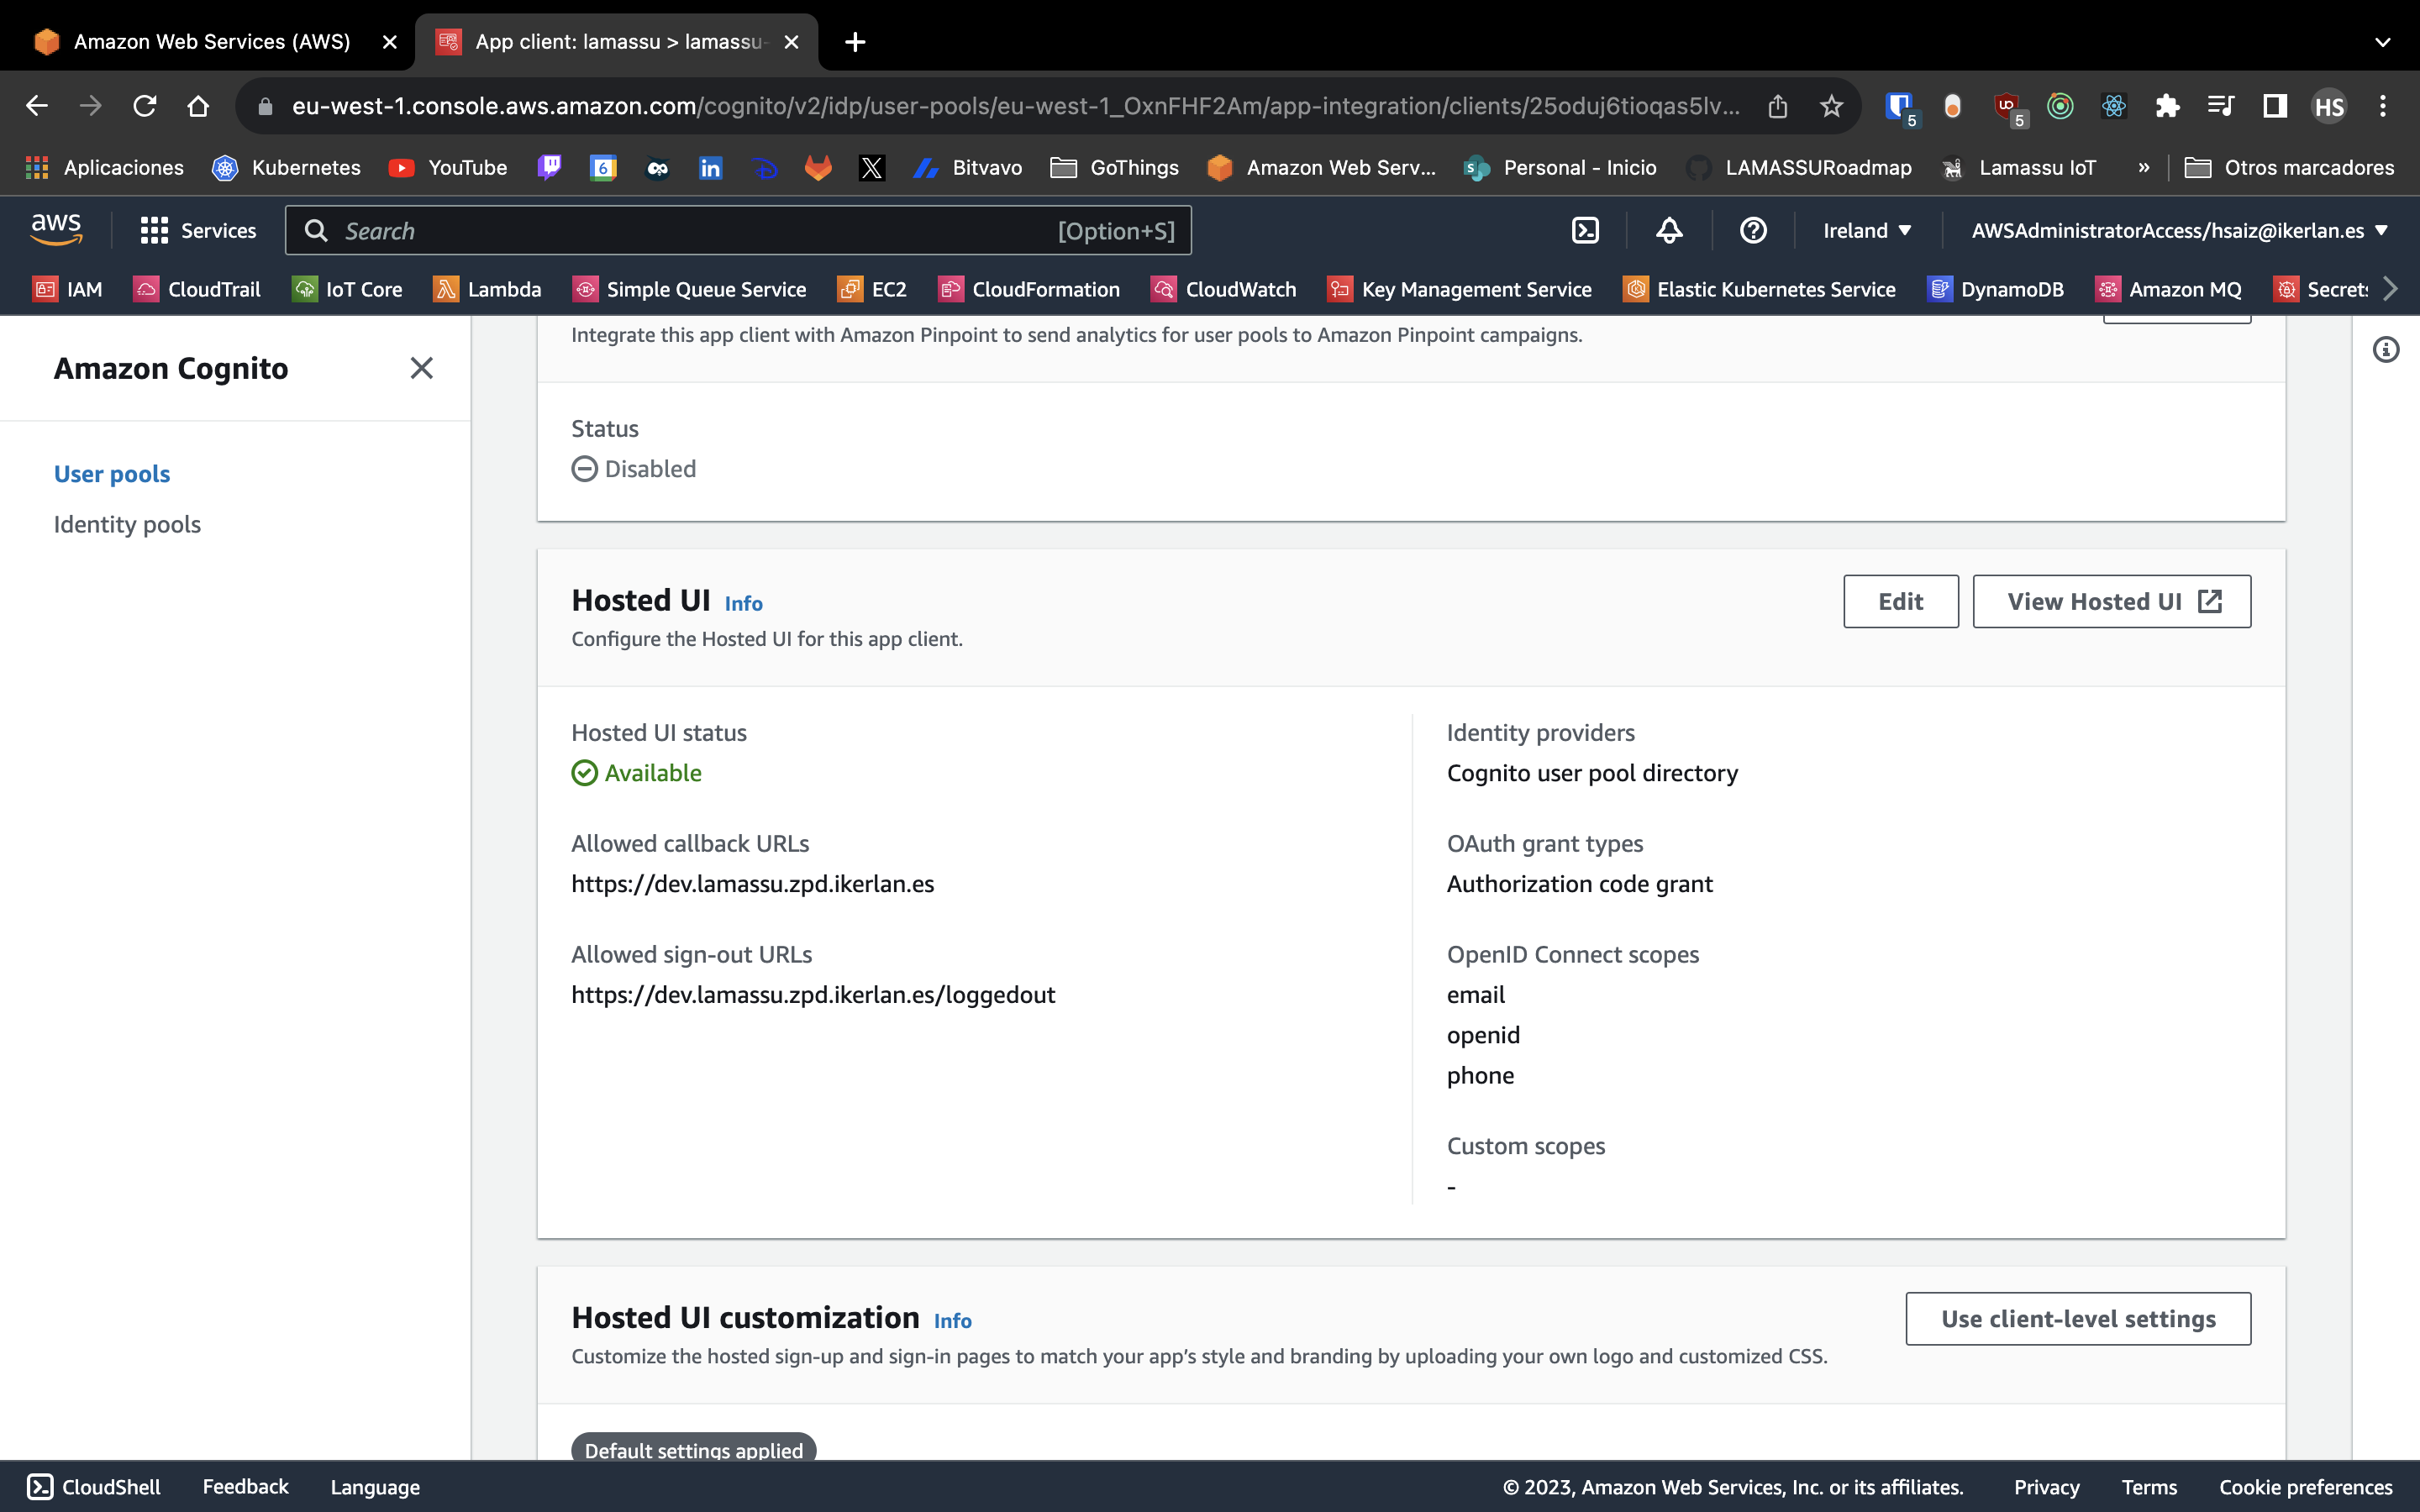 Amazon Web Services (AWS)
App client: lamassu > lamassu-
eu-west-1.console.aws.amazon.com/cognito/v2/idp/user-pools/eu-west-1_OxnFHF2Am/app-integration/clients/25oduj6tioqas5lv...
5
5
HS
Aplicaciones
Kubernetes
YouTube
6
in
X
Bitvavo
GoThings
Amazon Web Serv...
S
Personal - Inicio
LAMASSURoadmap
Lamassu IoT
»
Otros marcadores
aws
Services
Search
[Option+S]
Ireland
AWSAdministratorAccess/hsaiz@ikerlan.es
IAM
CloudTrail
IoT Core
Lambda
Simple Queue Service
EC2
CloudFormation
CloudWatch
Key Management Service
Elastic Kubernetes Service
DynamoDB
Amazon MQ
Secrets
Amazon Cognito
User pools
Identity pools
Integrate this app client with Amazon Pinpoint to send analytics for user pools to Amazon Pinpoint campaigns.
Status
Disabled
Hosted UI Info
Configure the Hosted UI for this app client.
Edit
View Hosted UI
Hosted UI status
Available
Allowed callback URLs
https://dev.lamassu.zpd.ikerlan.es
Allowed sign-out URLs
https://dev.lamassu.zpd.ikerlan.es/loggedout
Identity providers
Cognito user pool directory
OAuth grant types
Authorization code grant
OpenID Connect scopes
email
openid
phone
Custom scopes
-
Hosted UI customization Info
Customize the hosted sign-up and sign-in pages to match your app's style and branding by uploading your own logo and customized CSS.
Use client-level settings
Default settings applied
CloudShell
Feedback
Language
© 2023, Amazon Web Services, Inc. or its affiliates.
Privacy
Terms
Cookie preferences